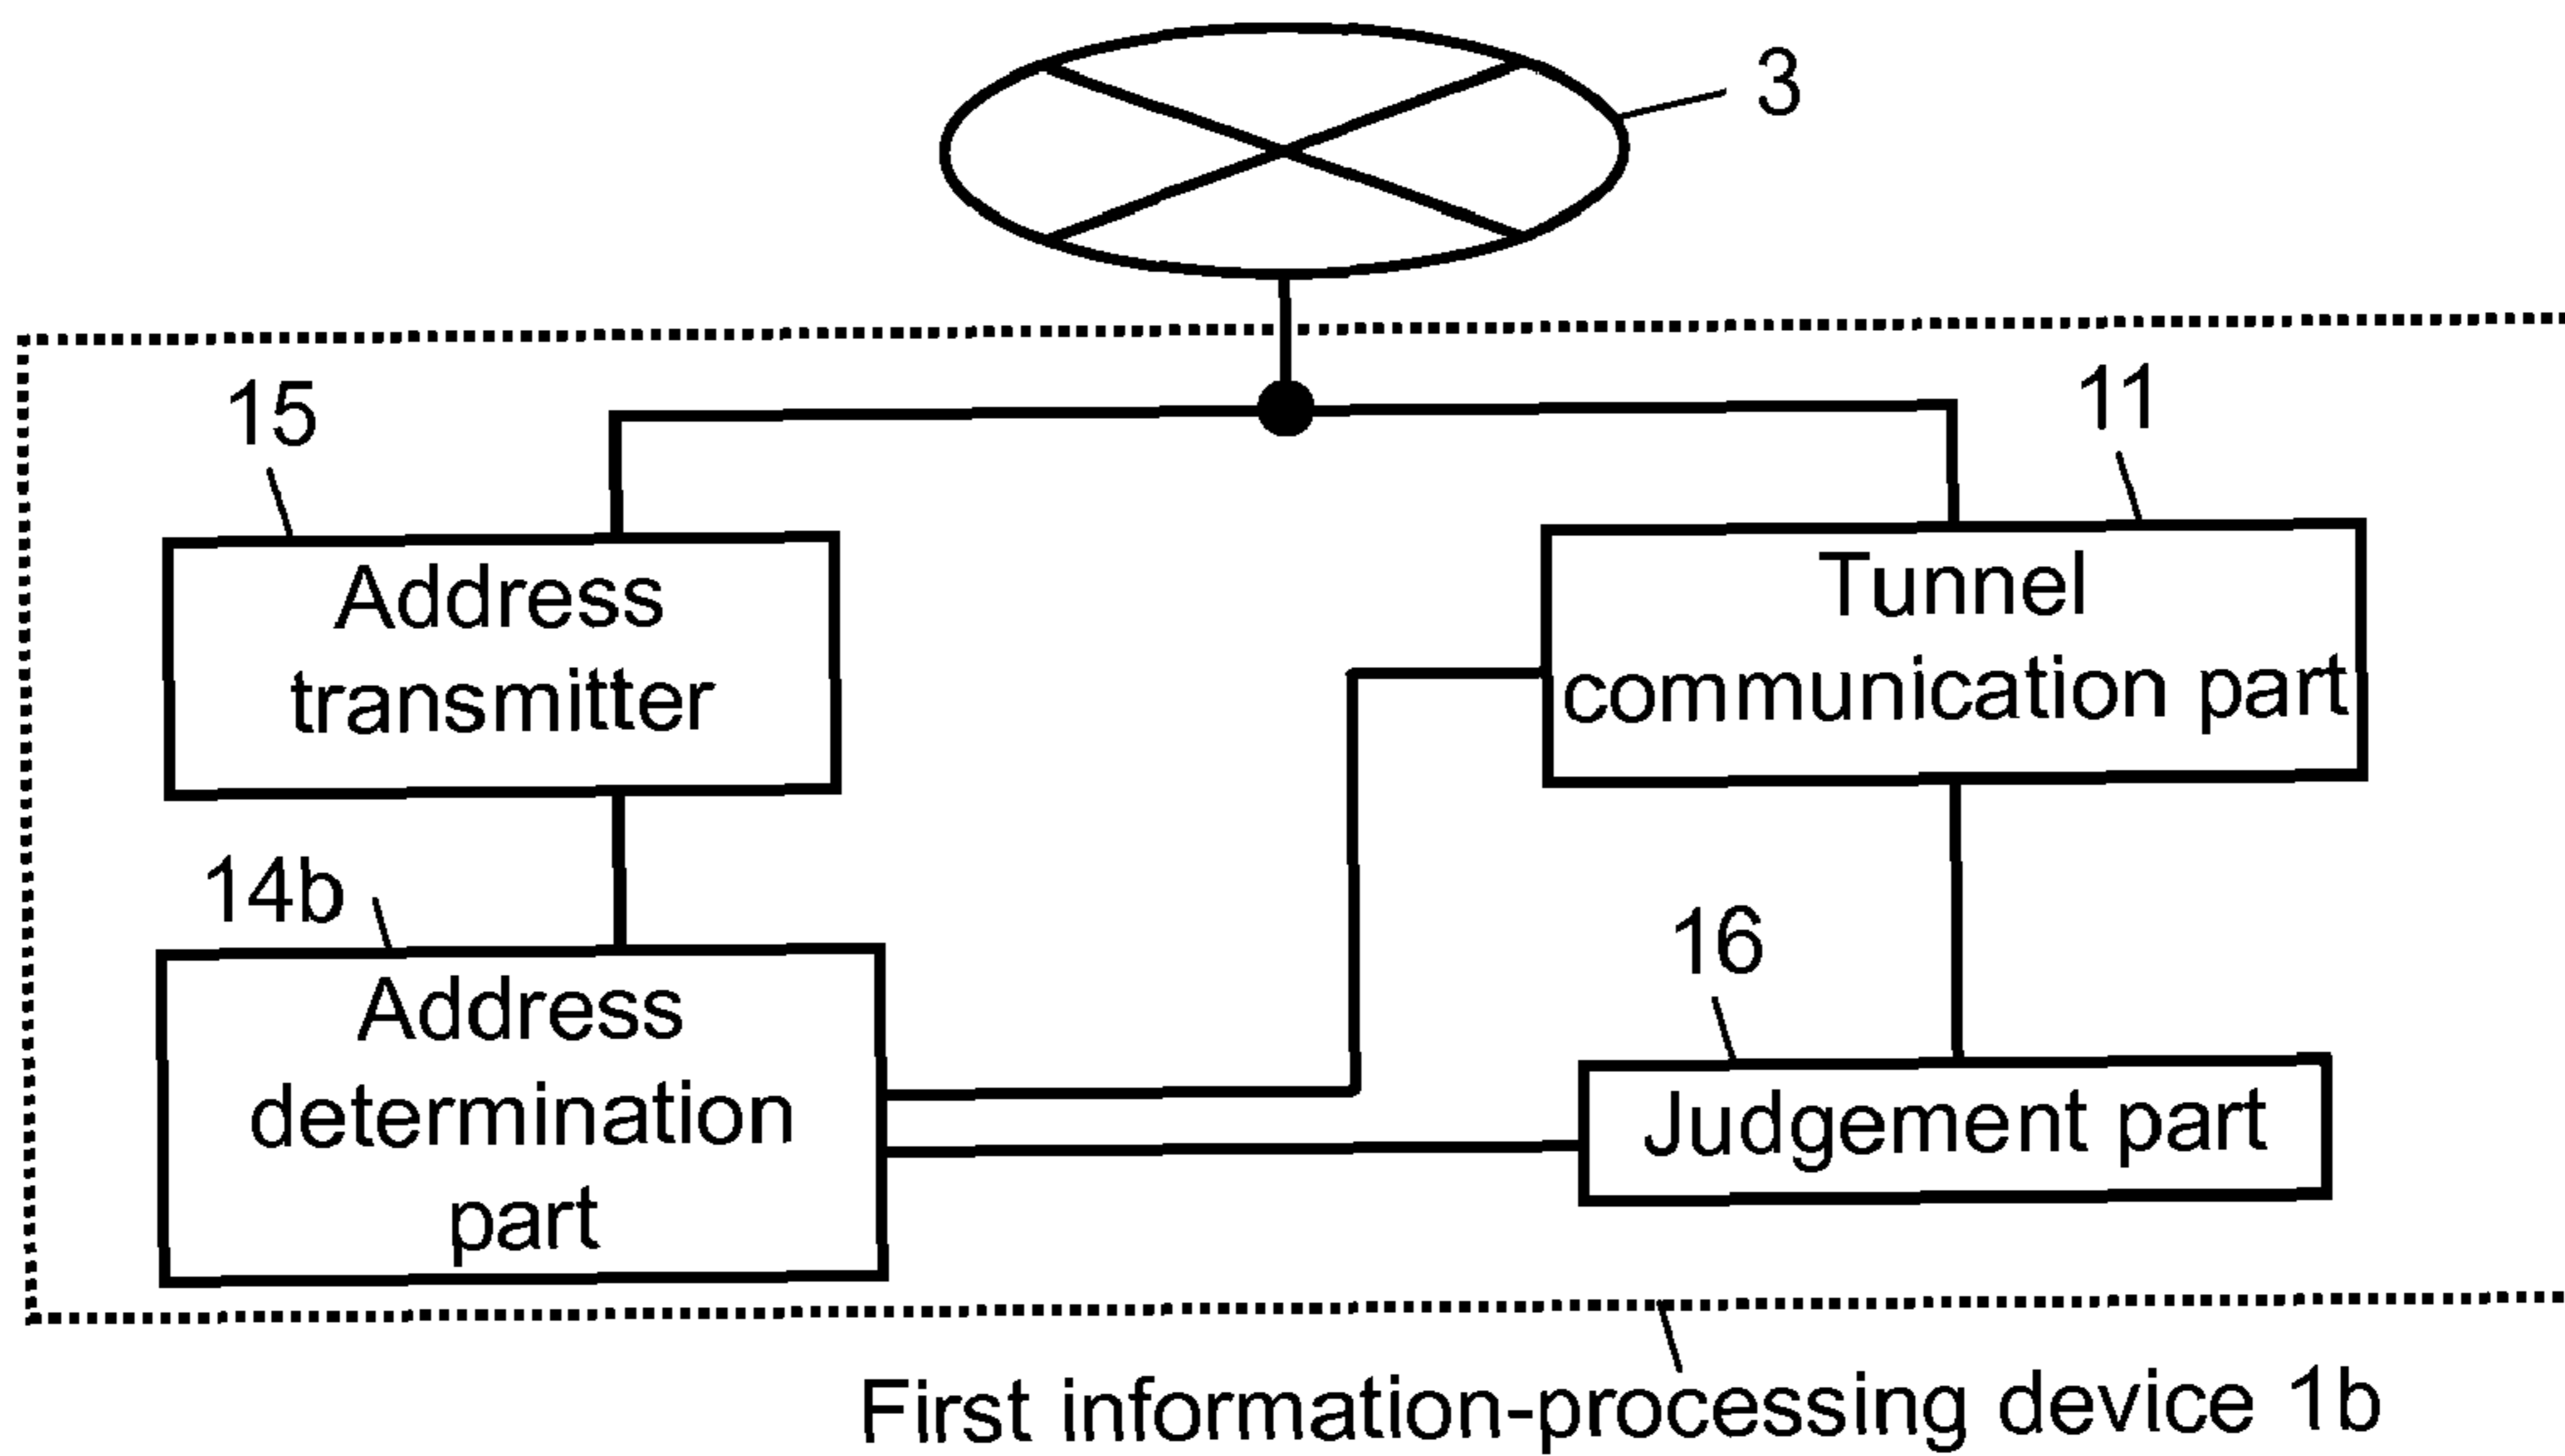 3
15
11
Address
transmitter
Tunnel
communication part
14b
16
Address
determination
part
Judgement part
First information-processing device 1b